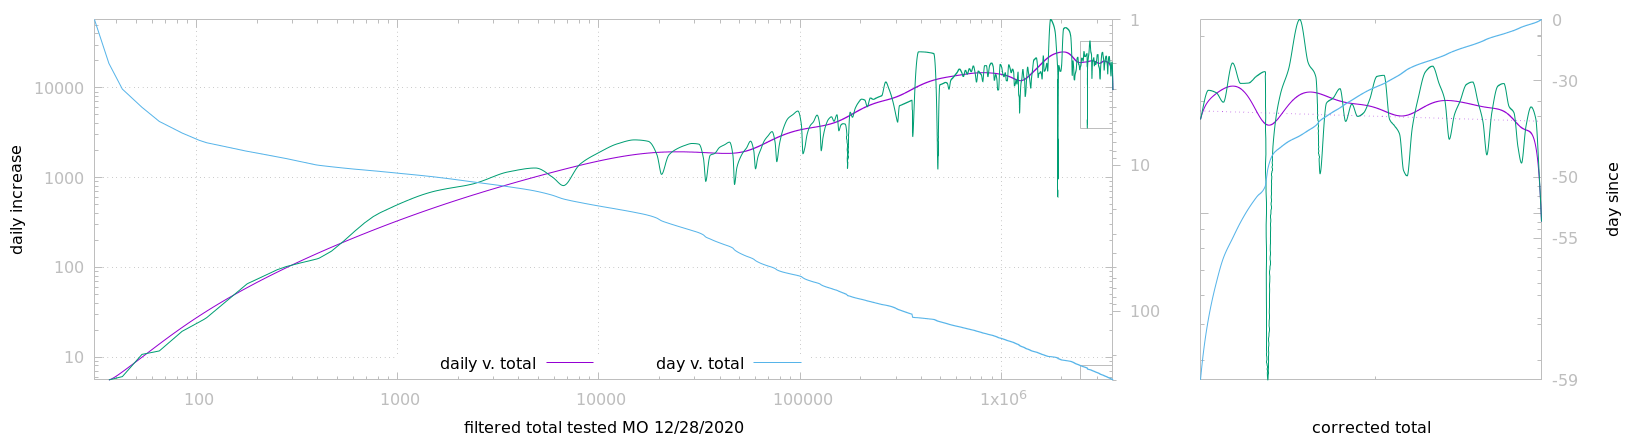 daily increase
10000
1000
100
10
100
1000
10000
100000
1x10⁶
1
10
100
daily v. total
day v. total
filtered total tested MO 12/28/2020
0
-30
-50
-55
-59
day since
corrected total